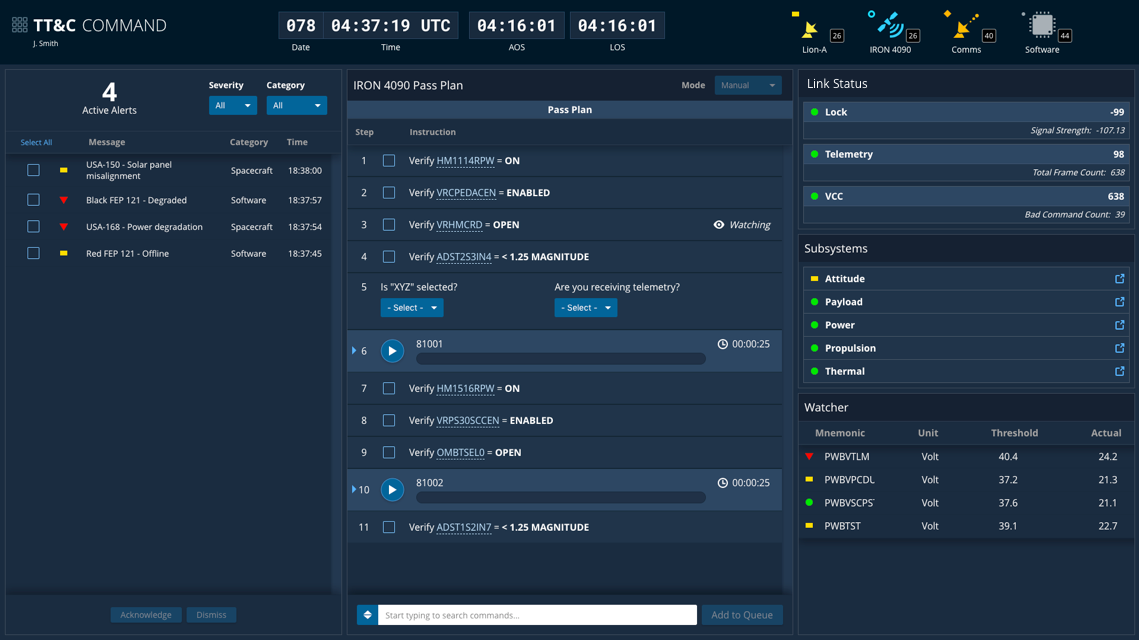 TT&C COMMAND
J. Smith
078 04:37:19 UTC 04:16:01 04:16:01
Date Time AOS LOS
26 26 40 44
Lion-A IRON 4090 Comms Software
4
Active Alerts
Severity Category
All All
Select All Message Category Time
USA-150 - Solar panel misalignment Spacecraft 18:38:00
Black FEP 121 - Degraded Software 18:37:57
USA-168 - Power degradation Spacecraft 18:37:54
Red FEP 121 - Offline Software 18:37:45
Acknowledge Dismiss
IRON 4090 Pass Plan Mode Manual
Pass Plan
Step Instruction
1 Verify HM1114RPW = ON
2 Verify VRCPEDACEN = ENABLED
3 Verify VRHMCRD = OPEN Watching
4 Verify ADST2S3IN4 = < 1.25 MAGNITUDE
5 Is "XYZ" selected? Are you receiving telemetry?
- Select - - Select -
6 81001 00:00:25
7 Verify HM1516RPW = ON
8 Verify VRPS30SCCEN = ENABLED
9 Verify OMBTSEL0 = OPEN
10 81002 00:00:25
11 Verify ADST1S2IN7 = < 1.25 MAGNITUDE
Start typing to search commands... Add to Queue
Link Status
Lock -99
Signal Strength: -107.13
Telemetry 98
Total Frame Count: 638
VCC 638
Bad Command Count: 39
Subsystems
Attitude
Payload
Power
Propulsion
Thermal
Watcher
Mnemonic Unit Threshold Actual
PWBVTLM Volt 40.4 24.2
PWBVPCDL Volt 37.2 21.3
PWBVSCPS Volt 37.6 21.1
PWBTST Volt 39.1 22.7